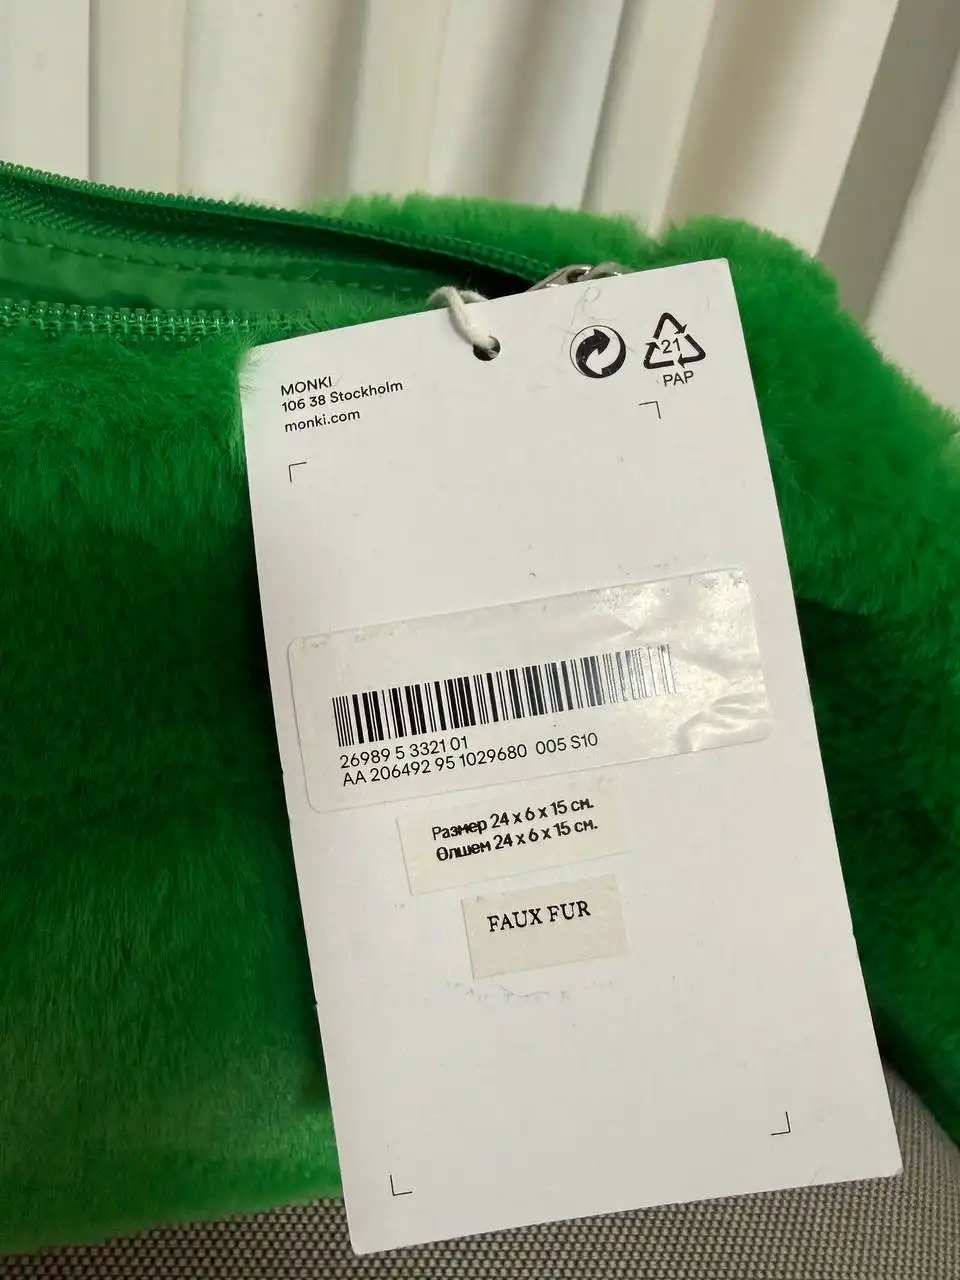 MONKI
106 38 Stockholm
monki.com
21
PAP
26989 5 3321 01
AA 206492 95 1029680 005 S10
Размер 24 x 6 x 15 см.
Өлшем 24 x 6 x 15 см.
FAUX FUR